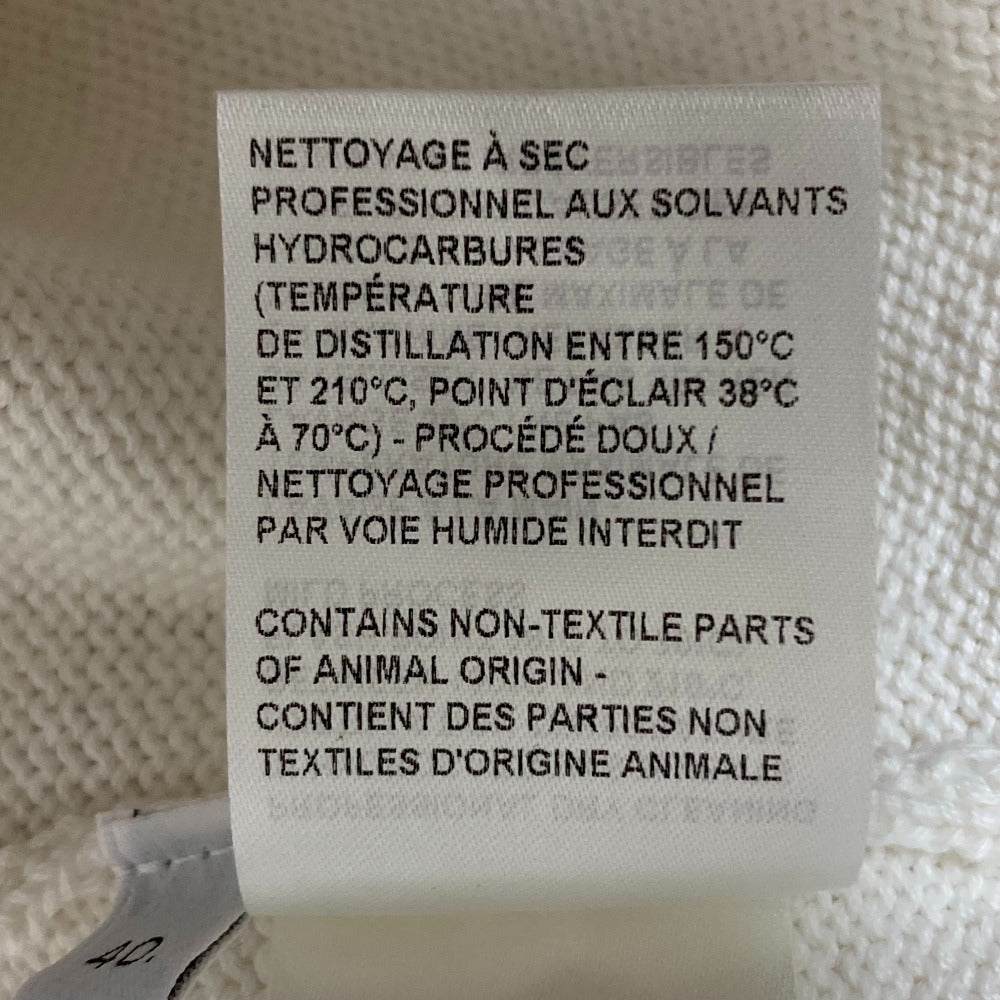 NETTOYAGE À SEC
PROFESSIONNEL AUX SOLVANTS
HYDROCARBURES
(TEMPÉRATURE
DE DISTILLATION ENTRE 150°C
ET 210°C, POINT D'ÉCLAIR 38°C
À 70°C) - PROCÉDÉ DOUX /
NETTOYAGE PROFESSIONNEL
PAR VOIE HUMIDE INTERDIT
CONTAINS NON-TEXTILE PARTS
OF ANIMAL ORIGIN -
CONTIENT DES PARTIES NON
TEXTILES D'ORIGINE ANIMALE
40.